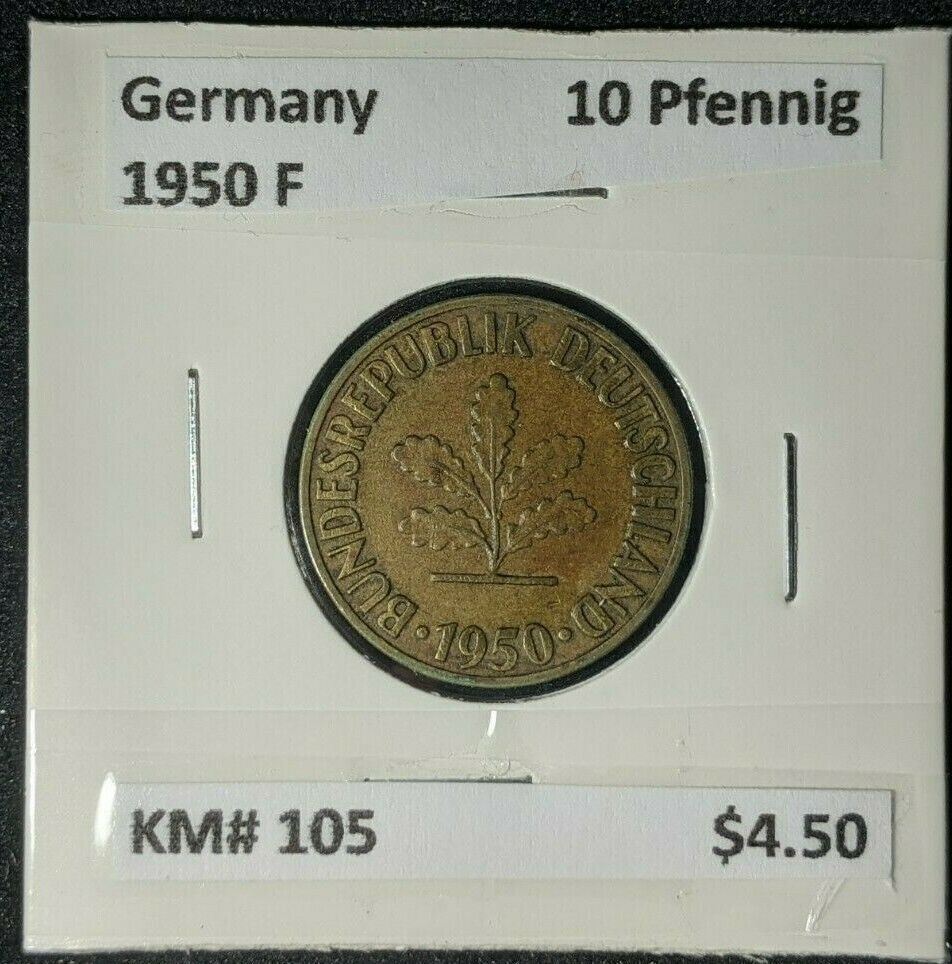 Germany 10 Pfennig
1950 F
BUNDESREPUBLIK DEUTSCHLAND
· 1950 ·
KM# 105 $4.50